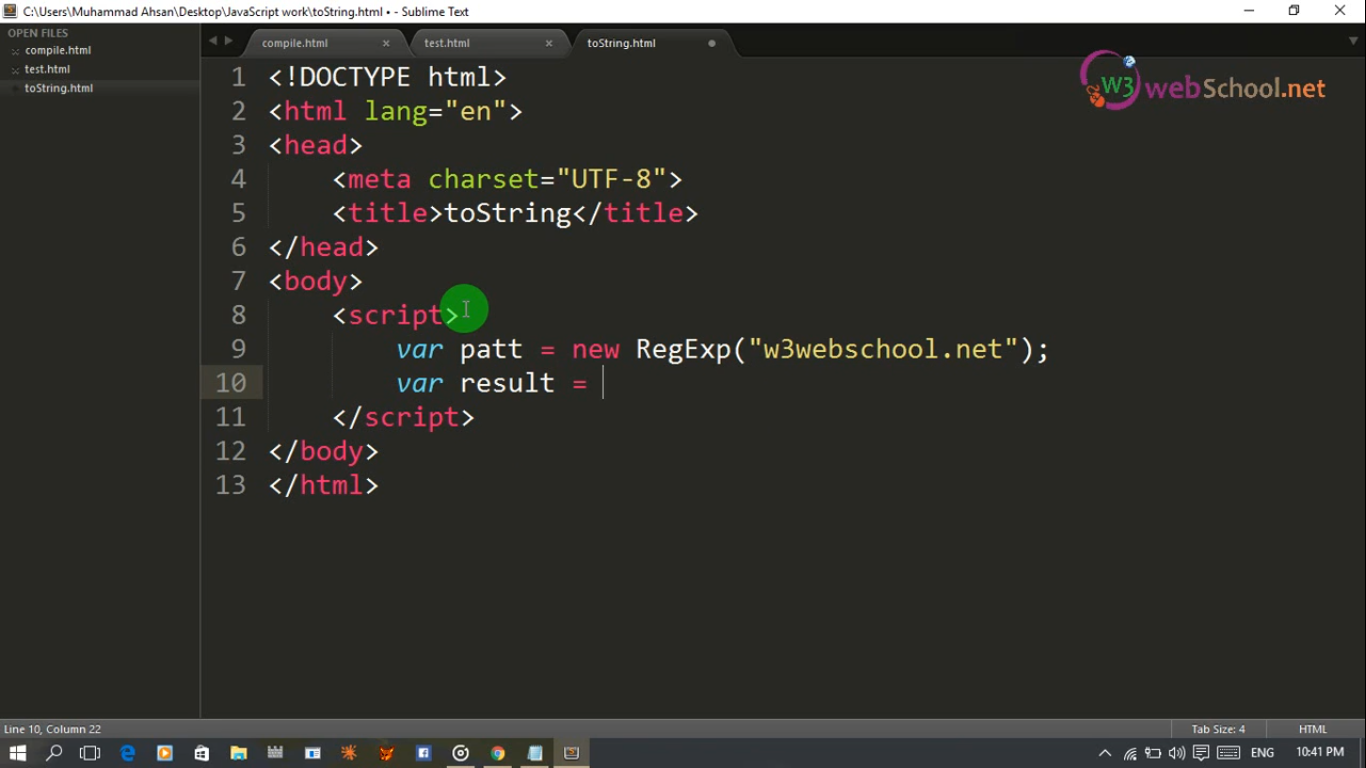 C:\Users\Muhammad Ahsan\Desktop\JavaScript work\toString.html • - Sublime Text
OPEN FILES
compile.html
test.html
toString.html
compile.html × test.html × toString.html
W3 webSchool.net
1 <!DOCTYPE html>
2 <html lang="en">
3 <head>
4 <meta charset="UTF-8">
5 <title>toString</title>
6 </head>
7 <body>
8 <script>
9 var patt = new RegExp("w3webschool.net");
10 var result =
11 </script>
12 </body>
13 </html>
Line 10, Column 22 Tab Size: 4 HTML
ENG 10:41 PM